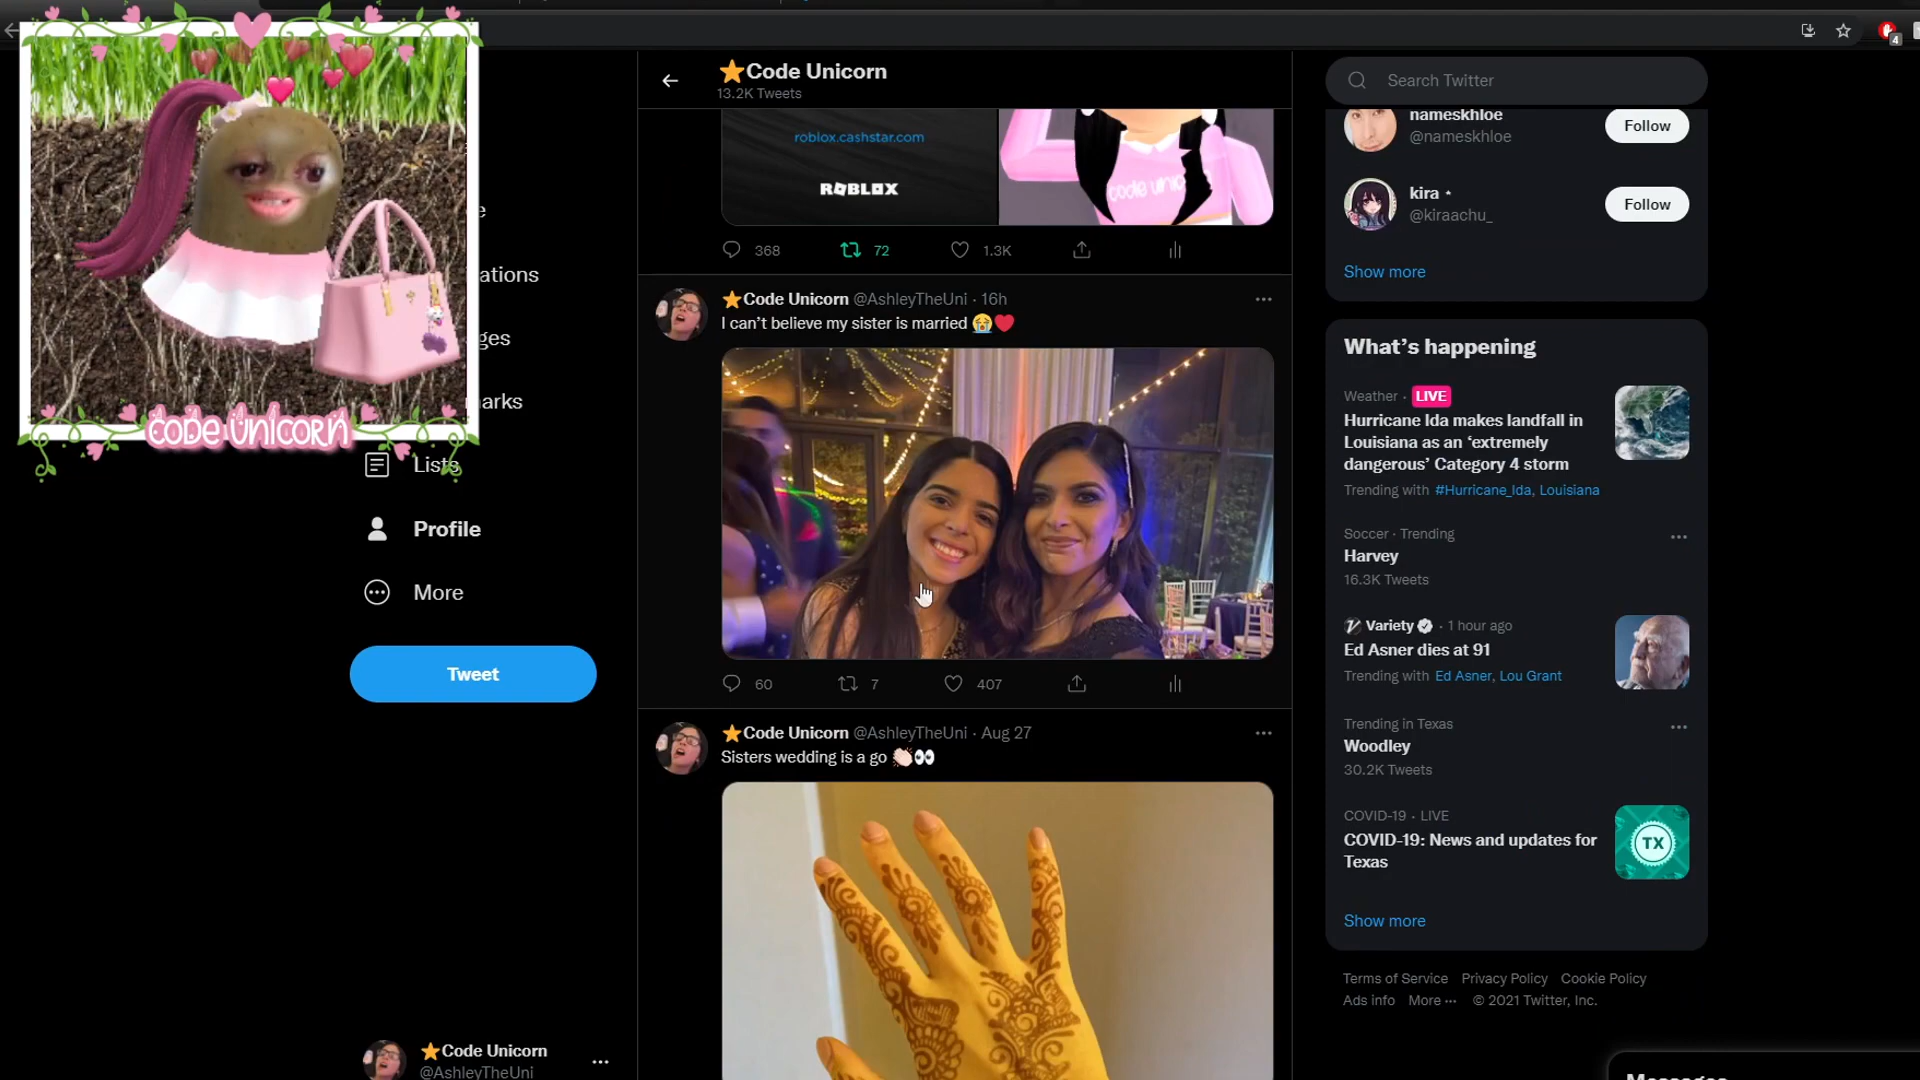 4
⭐Code Unicorn
13.2K Tweets
Search Twitter
roblox.cashstar.com
ROBLOX
code unic
368
72
1.3K
nameskhloe
@nameskhloe
Follow
kira
@kiraachu_
Follow
Show more
code Unicorn
e
ations
ges
narks
Lists
Profile
More
Tweet
⭐Code Unicorn @AshleyTheUni · 16h
I can’t believe my sister is married 😭❤️
60
7
407
⭐Code Unicorn @AshleyTheUni · Aug 27
Sisters wedding is a go 👏🏻👀
What’s happening
Weather · LIVE
Hurricane Ida makes landfall in
Louisiana as an ‘extremely
dangerous’ Category 4 storm
Trending with #Hurricane_Ida, Louisiana
Soccer · Trending
Harvey
16.3K Tweets
Variety · 1 hour ago
Ed Asner dies at 91
Trending with Ed Asner, Lou Grant
Trending in Texas
Woodley
30.2K Tweets
COVID-19 · LIVE
COVID-19: News and updates for
Texas
TX
Show more
Terms of Service Privacy Policy Cookie Policy
Ads info More ··· © 2021 Twitter, Inc.
⭐Code Unicorn
@AshleyTheUni
Messages